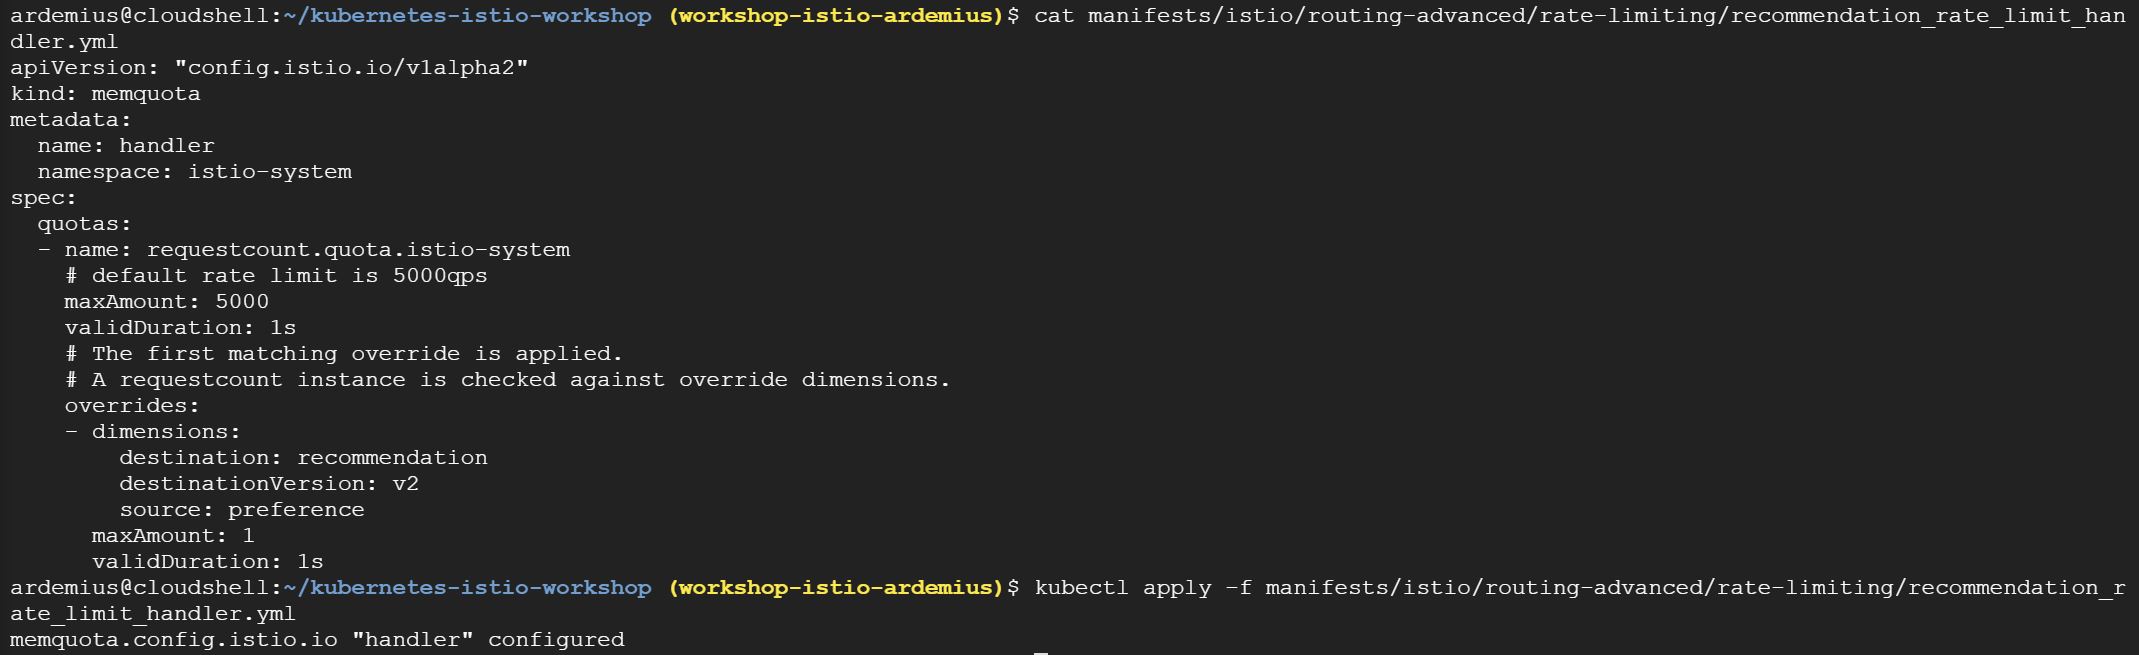 ardemius@cloudshell:~/kubernetes-istio-workshop (workshop-istio-ardemius)$ cat manifests/istio/routing-advanced/rate-limiting/recommendation_rate_limit_han
dler.yml
apiVersion: "config.istio.io/v1alpha2"
kind: memquota
metadata:
  name: handler
  namespace: istio-system
spec:
  quotas:
  - name: requestcount.quota.istio-system
    # default rate limit is 5000qps
    maxAmount: 5000
    validDuration: 1s
    # The first matching override is applied.
    # A requestcount instance is checked against override dimensions.
    overrides:
    - dimensions:
        destination: recommendation
        destinationVersion: v2
        source: preference
      maxAmount: 1
      validDuration: 1s
ardemius@cloudshell:~/kubernetes-istio-workshop (workshop-istio-ardemius)$ kubectl apply -f manifests/istio/routing-advanced/rate-limiting/recommendation_r
ate_limit_handler.yml
memquota.config.istio.io "handler" configured